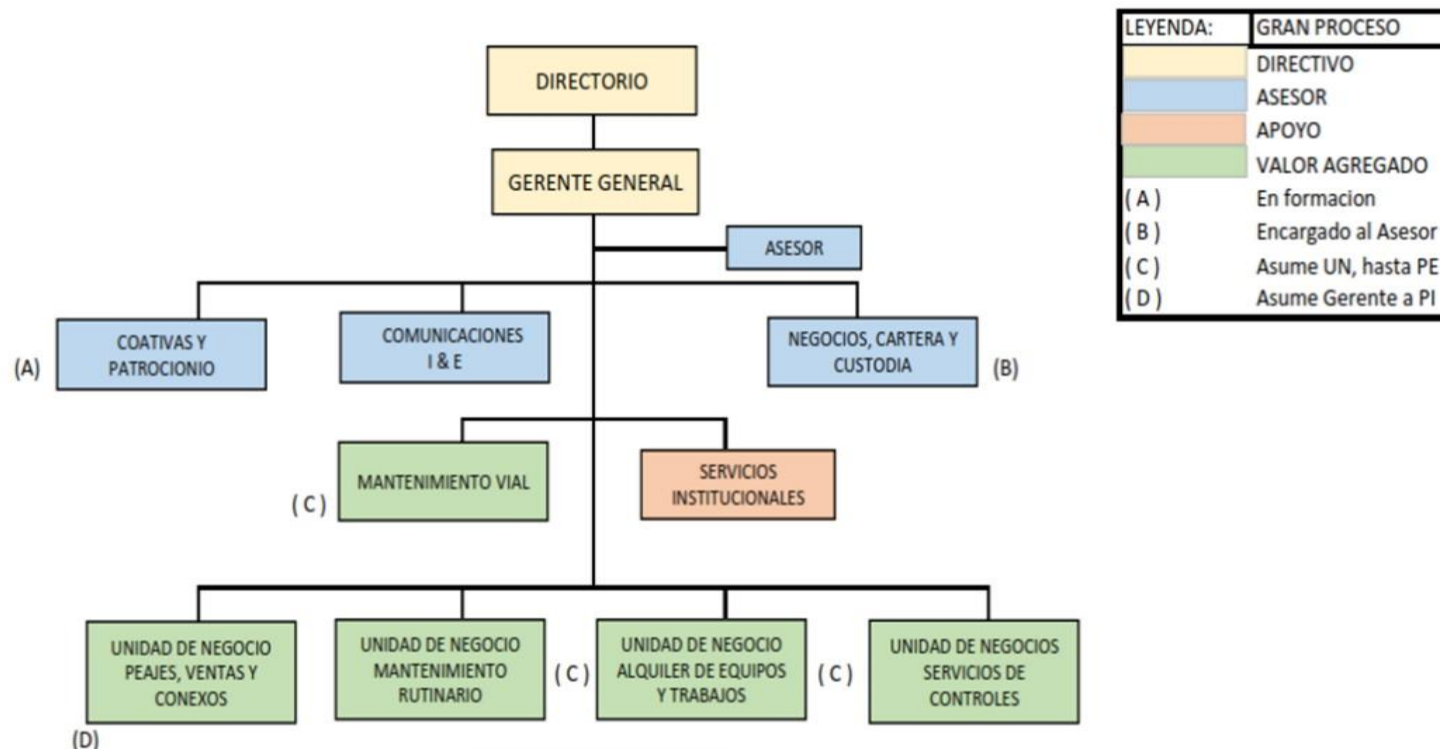 DIRECTORIO
GERENTE GENERAL
ASESOR
COATIVAS Y
PATROCIONIO
(A)
COMUNICACIONES
I & E
NEGOCIOS, CARTERA Y
CUSTODIA
(B)
MANTENIMIENTO VIAL
( C )
SERVICIOS
INSTITUCIONALES
UNIDAD DE NEGOCIO
PEAJES, VENTAS Y
CONEXOS
(D)
UNIDAD DE NEGOCIO
MANTENIMIENTO
RUTINARIO
( C )
UNIDAD DE NEGOCIO
ALQUILER DE EQUIPOS
Y TRABAJOS
( C )
UNIDAD DE NEGOCIOS
SERVICIOS DE
CONTROLES
LEYENDA: GRAN PROCESO
DIRECTIVO
ASESOR
APOYO
VALOR AGREGADO
( A ) En formacion
( B ) Encargado al Asesor
( C ) Asume UN, hasta PE
( D ) Asume Gerente a PI